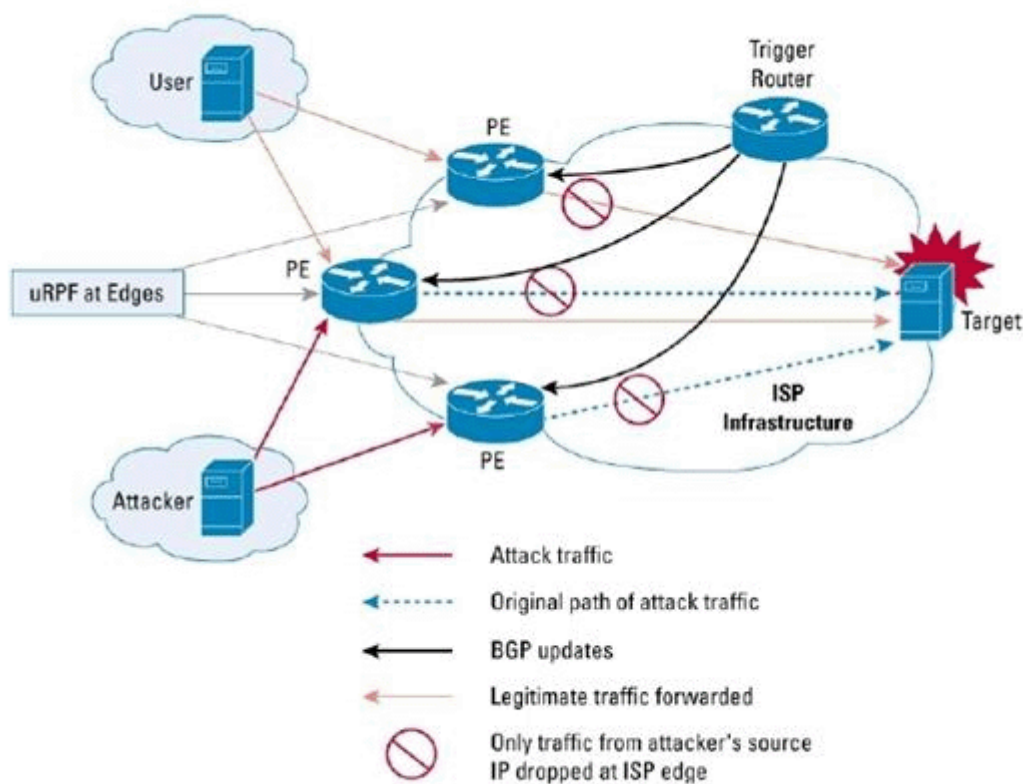 User
Trigger
Router
PE
PE
uRPF at Edges
Target
ISP
Infrastructure
PE
Attacker
Attack traffic
Original path of attack traffic
BGP updates
Legitimate traffic forwarded
Only traffic from attacker's source
IP dropped at ISP edge